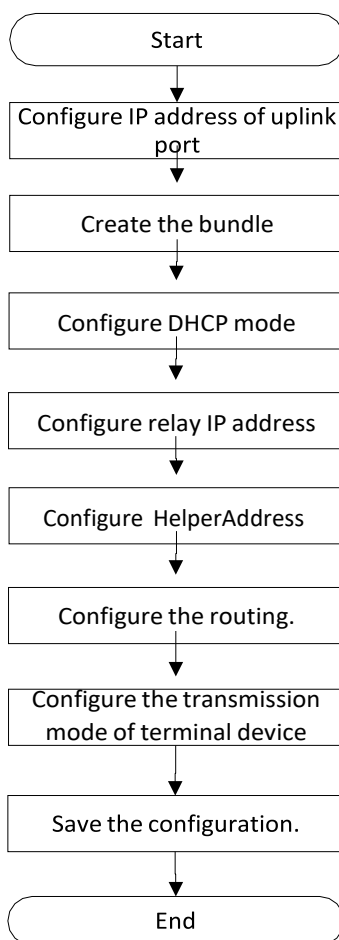 Start
Configure IP address of uplink
port
Create the bundle
Configure DHCP mode
Configure relay IP address
Configure HelperAddress
Configure the routing.
Configure the transmission
mode of terminal device
Save the configuration.
End